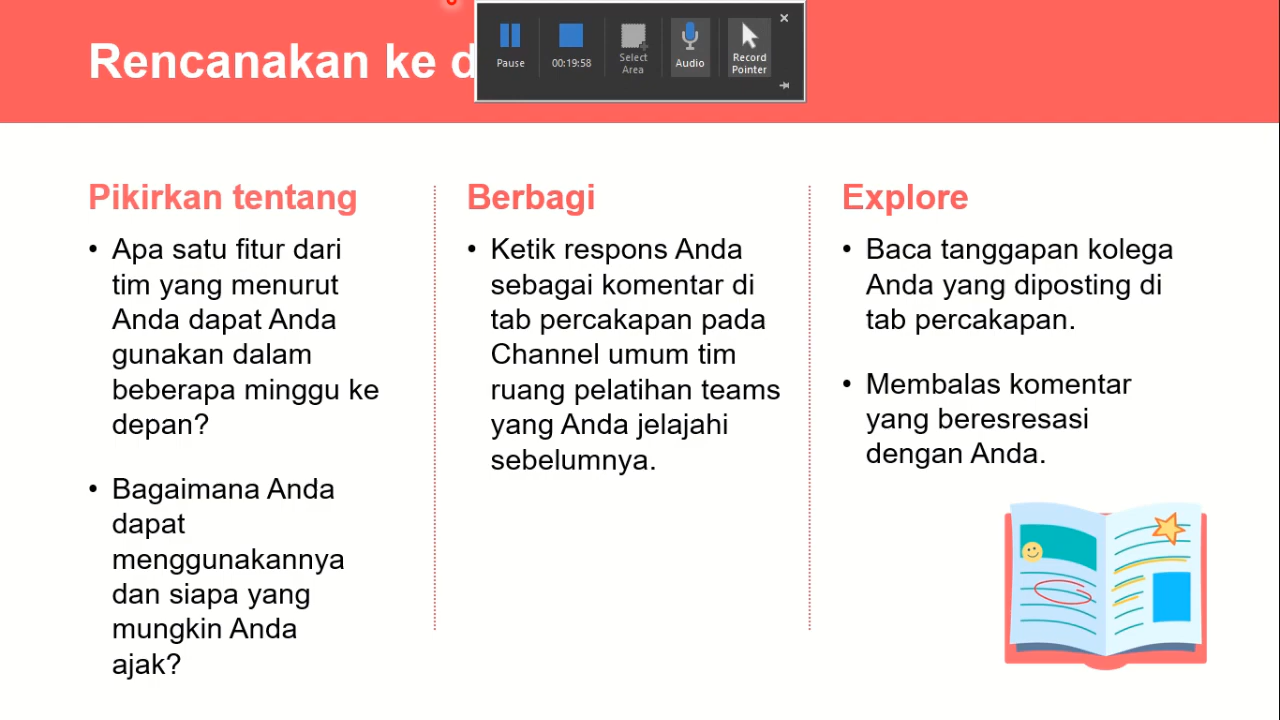 Rencanakan ke
Pause
00:19:58
Select
Area
Audio
Record
Pointer
Pikirkan tentang
• Apa satu fitur dari
tim yang menurut
Anda dapat Anda
gunakan dalam
beberapa minggu ke
depan?
• Bagaimana Anda
dapat
menggunakannya
dan siapa yang
mungkin Anda
ajak?
Berbagi
• Ketik respons Anda
sebagai komentar di
tab percakapan pada
Channel umum tim
ruang pelatihan teams
yang Anda jelajahi
sebelumnya.
Explore
• Baca tanggapan kolega
Anda yang diposting di
tab percakapan.
• Membalas komentar
yang beresresasi
dengan Anda.